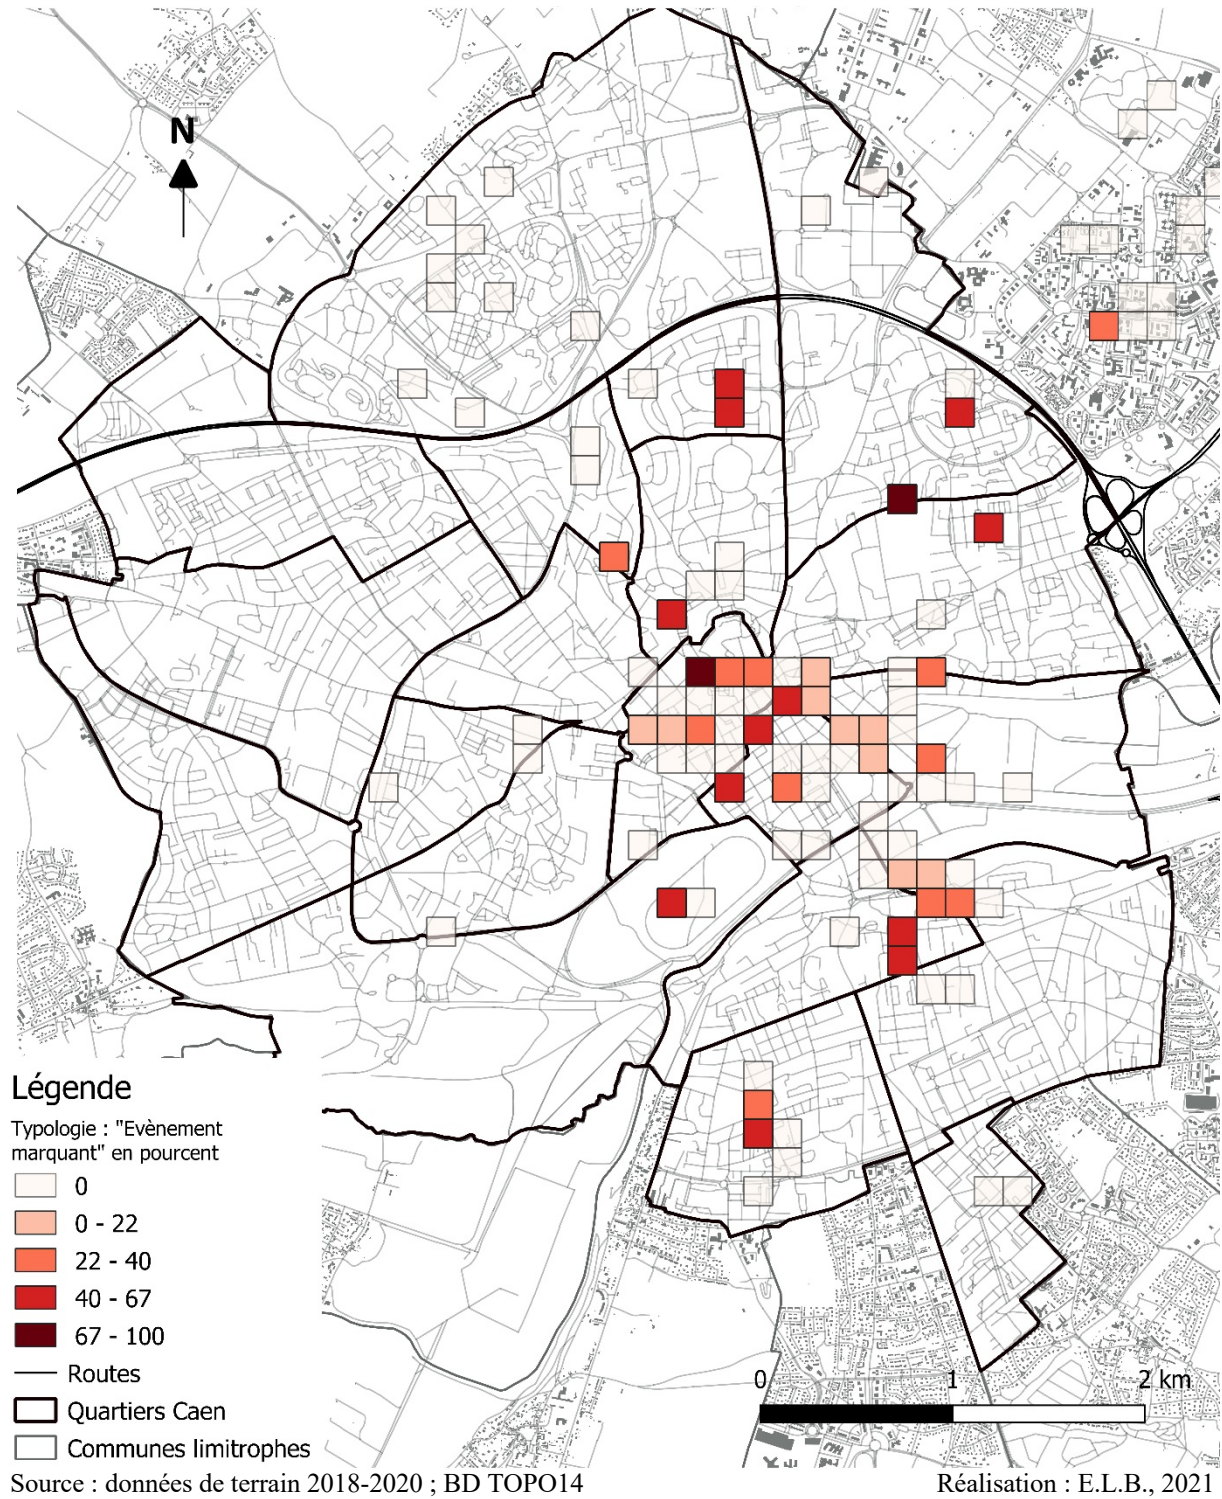 N
Légende
Typologie : "Evènement
marquant" en pourcent
0
0 - 22
22 - 40
40 - 67
67 - 100
Routes
Quartiers Caen
Communes limitrophes
0 1 2 km
Source : données de terrain 2018-2020 ; BD TOPO14 Réalisation : E.L.B., 2021